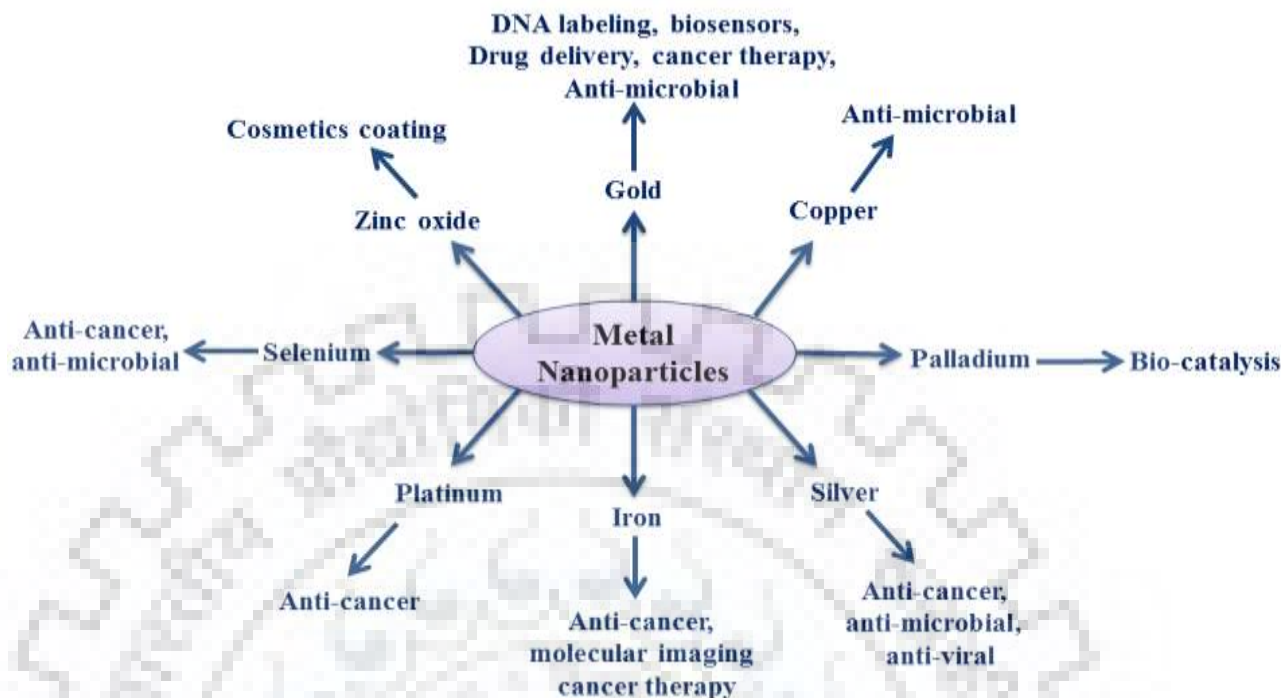 DNA labeling, biosensors,
Drug delivery, cancer therapy,
Anti-microbial
Cosmetics coating
Anti-microbial
Gold
Zinc oxide
Copper
Metal
Nanoparticles
Anti-cancer,
anti-microbial
Selenium
Palladium
Bio-catalysis
Platinum
Iron
Silver
Anti-cancer
Anti-cancer,
molecular imaging
cancer therapy
Anti-cancer,
anti-microbial,
anti-viral